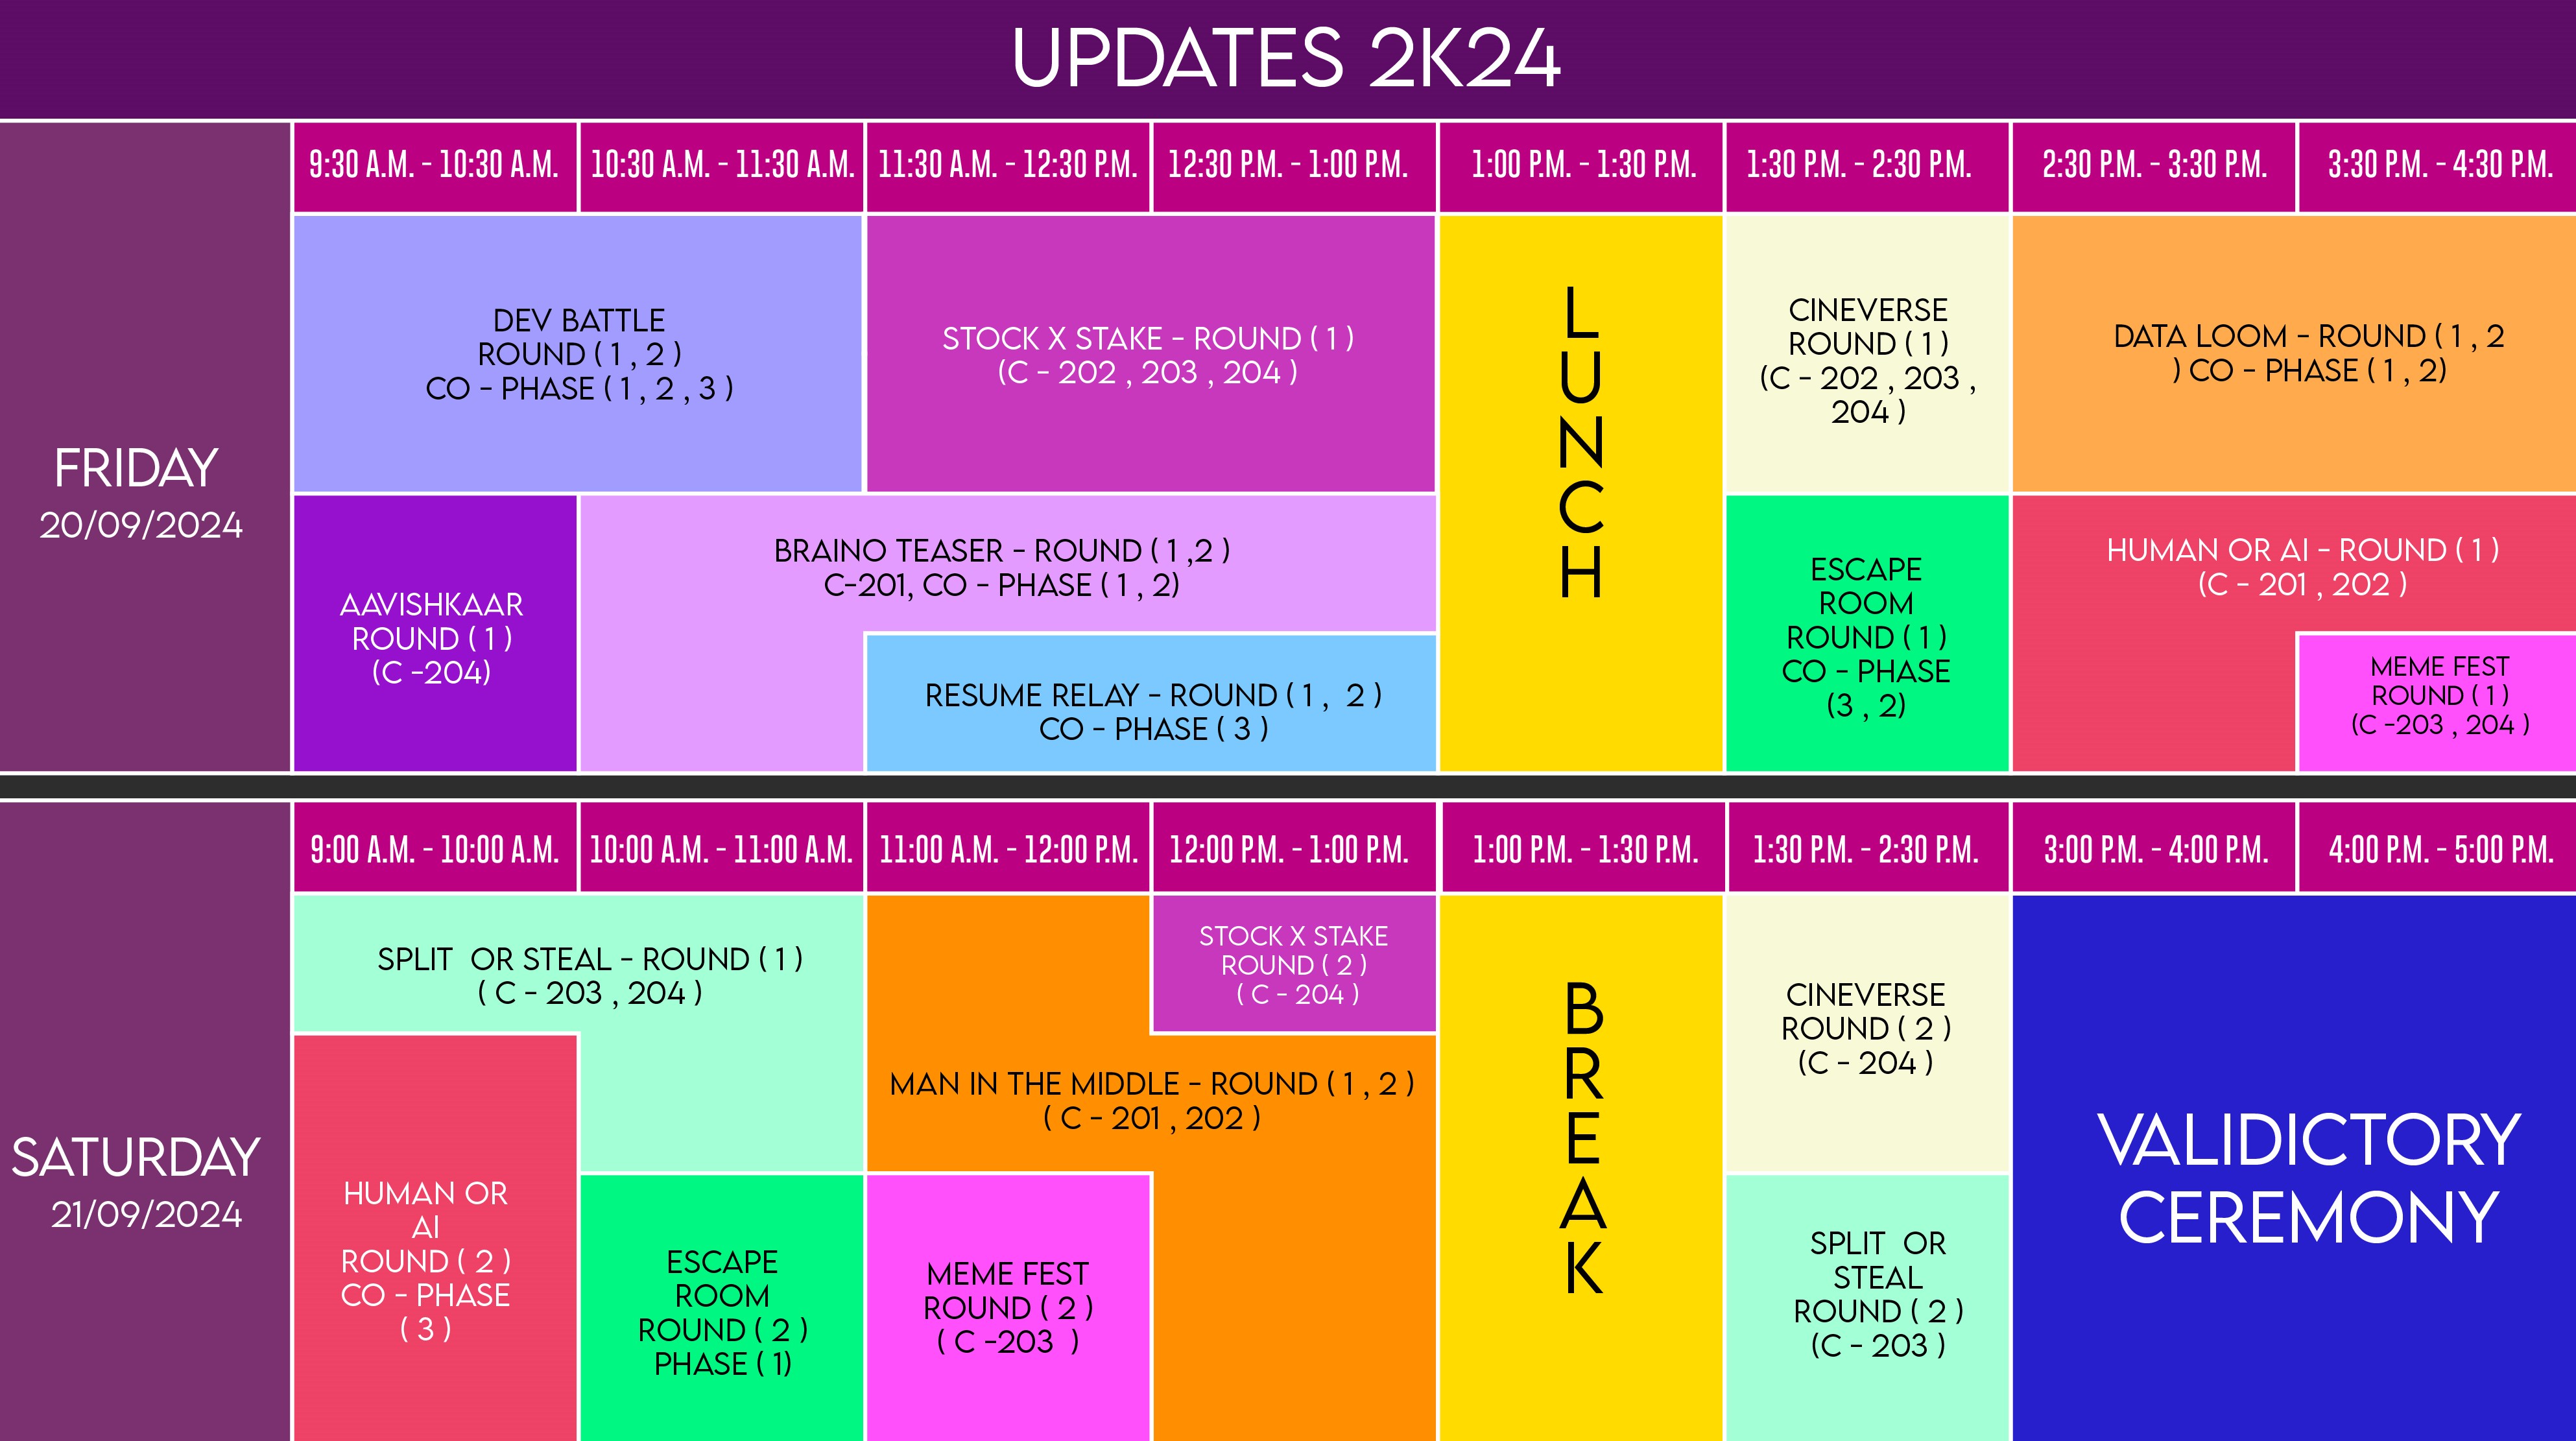 UPDATES 2K24
9:30 A.M. - 10:30 A.M.
10:30 A.M. - 11:30 A.M.
11:30 A.M. - 12:30 P.M.
12:30 P.M. - 1:00 P.M.
1:00 P.M. - 1:30 P.M.
1:30 P.M. - 2:30 P.M.
2:30 P.M. - 3:30 P.M.
3:30 P.M. - 4:30 P.M.
FRIDAY
20/09/2024
DEV BATTLE
ROUND ( 1 , 2 )
CO - PHASE ( 1 , 2 , 3 )
STOCK X STAKE - ROUND ( 1 )
(C - 202 , 203 , 204 )
LUNCH
CINEVERSE
ROUND ( 1 )
(C - 202 , 203 ,
204 )
DATA LOOM - ROUND ( 1 , 2
) CO - PHASE ( 1 , 2)
AAVISHKAAR
ROUND ( 1 )
(C -204)
BRAINO TEASER - ROUND ( 1 ,2 )
C-201, CO - PHASE ( 1 , 2)
RESUME RELAY - ROUND ( 1 , 2 )
CO - PHASE ( 3 )
ESCAPE
ROOM
ROUND ( 1 )
CO - PHASE
(3 , 2)
HUMAN OR AI - ROUND ( 1 )
(C - 201 , 202 )
MEME FEST
ROUND ( 1 )
(C -203 , 204 )
9:00 A.M. - 10:00 A.M.
10:00 A.M. - 11:00 A.M.
11:00 A.M. - 12:00 P.M.
12:00 P.M. - 1:00 P.M.
1:00 P.M. - 1:30 P.M.
1:30 P.M. - 2:30 P.M.
3:00 P.M. - 4:00 P.M.
4:00 P.M. - 5:00 P.M.
SATURDAY
21/09/2024
SPLIT OR STEAL - ROUND ( 1 )
( C - 203 , 204 )
HUMAN OR
AI
ROUND ( 2 )
CO - PHASE
( 3 )
ESCAPE
ROOM
ROUND ( 2 )
PHASE ( 1)
STOCK X STAKE
ROUND ( 2 )
( C - 204 )
MAN IN THE MIDDLE - ROUND ( 1 , 2 )
( C - 201 , 202 )
MEME FEST
ROUND ( 2 )
( C -203 )
BREAK
CINEVERSE
ROUND ( 2 )
(C - 204 )
SPLIT OR
STEAL
ROUND ( 2 )
(C - 203 )
VALIDICTORY
CEREMONY